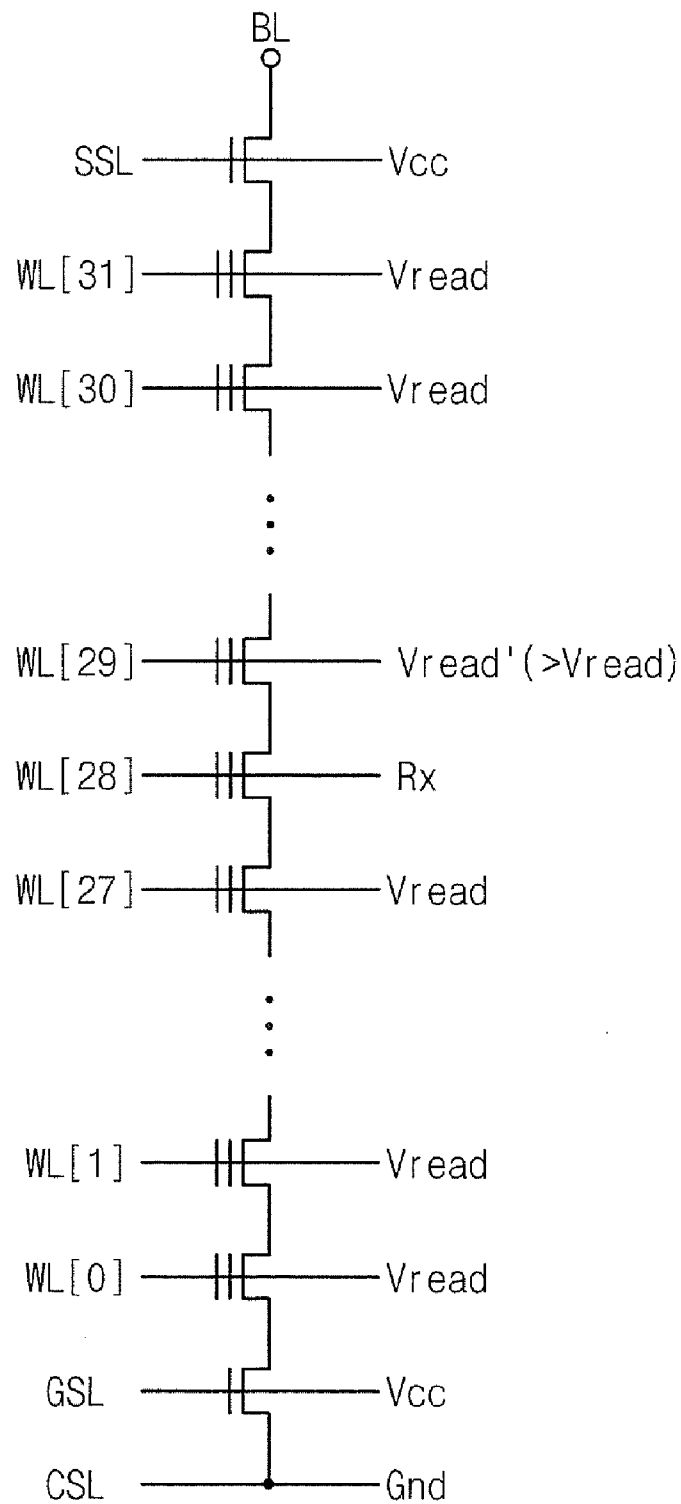 BL
SSL Vcc
WL[31] Vread
WL[30] Vread
WL[29] Vread'(>Vread)
WL[28] Rx
WL[27] Vread
WL[1] Vread
WL[0] Vread
GSL Vcc
CSL Gnd